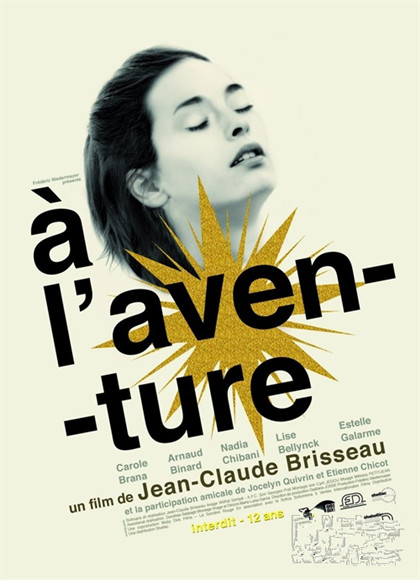 Frédéric Niedermayer
présente
à
l'aven-
-ture
Carole Arnaud Nadia Lise Estelle
Brana Binard Chibani Bellynck Galarme
un film de Jean-Claude Brisseau
et la participation amicale de Jocelyn Quivrin et Etienne Chicot
Interdit - 12 ans